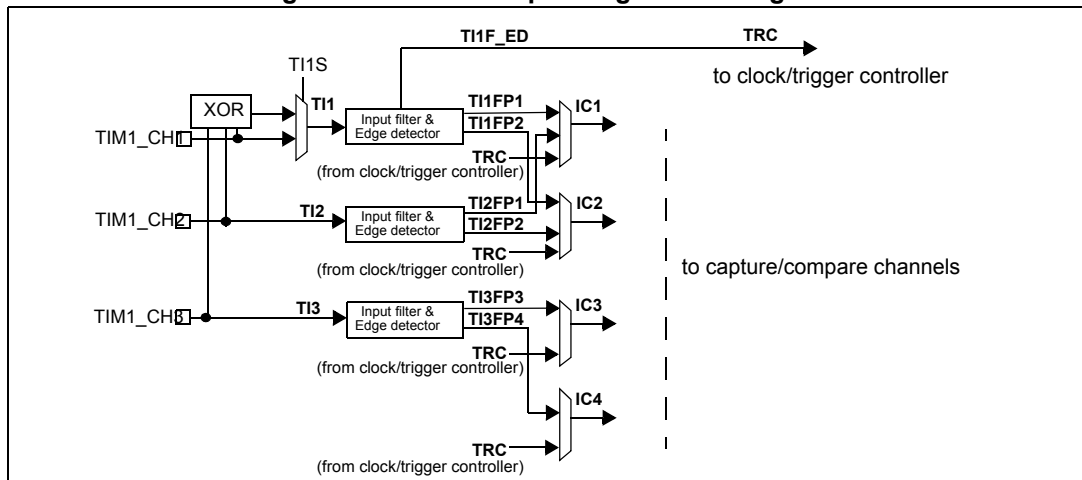 TI1F_ED
TRC
to clock/trigger controller
TI1S
XOR
TI1
TIM1_CH1
Input filter &
Edge detector
TI1FP1
TI1FP2
IC1
TRC
(from clock/trigger controller)
TIM1_CH2
TI2
Input filter &
Edge detector
TI2FP1
TI2FP2
IC2
TRC
(from clock/trigger controller)
to capture/compare channels
TIM1_CH3
TI3
Input filter &
Edge detector
TI3FP3
TI3FP4
IC3
TRC
(from clock/trigger controller)
IC4
TRC
(from clock/trigger controller)